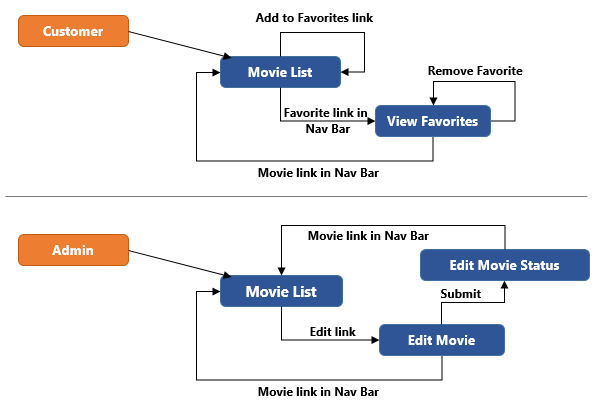 Add to Favorites link
Customer
Movie List
Remove Favorite
Favorite link in
Nav Bar
View Favorites
Movie link in Nav Bar
Movie link in Nav Bar
Admin
Edit Movie Status
Movie List
Submit
Edit link
Edit Movie
Movie link in Nav Bar